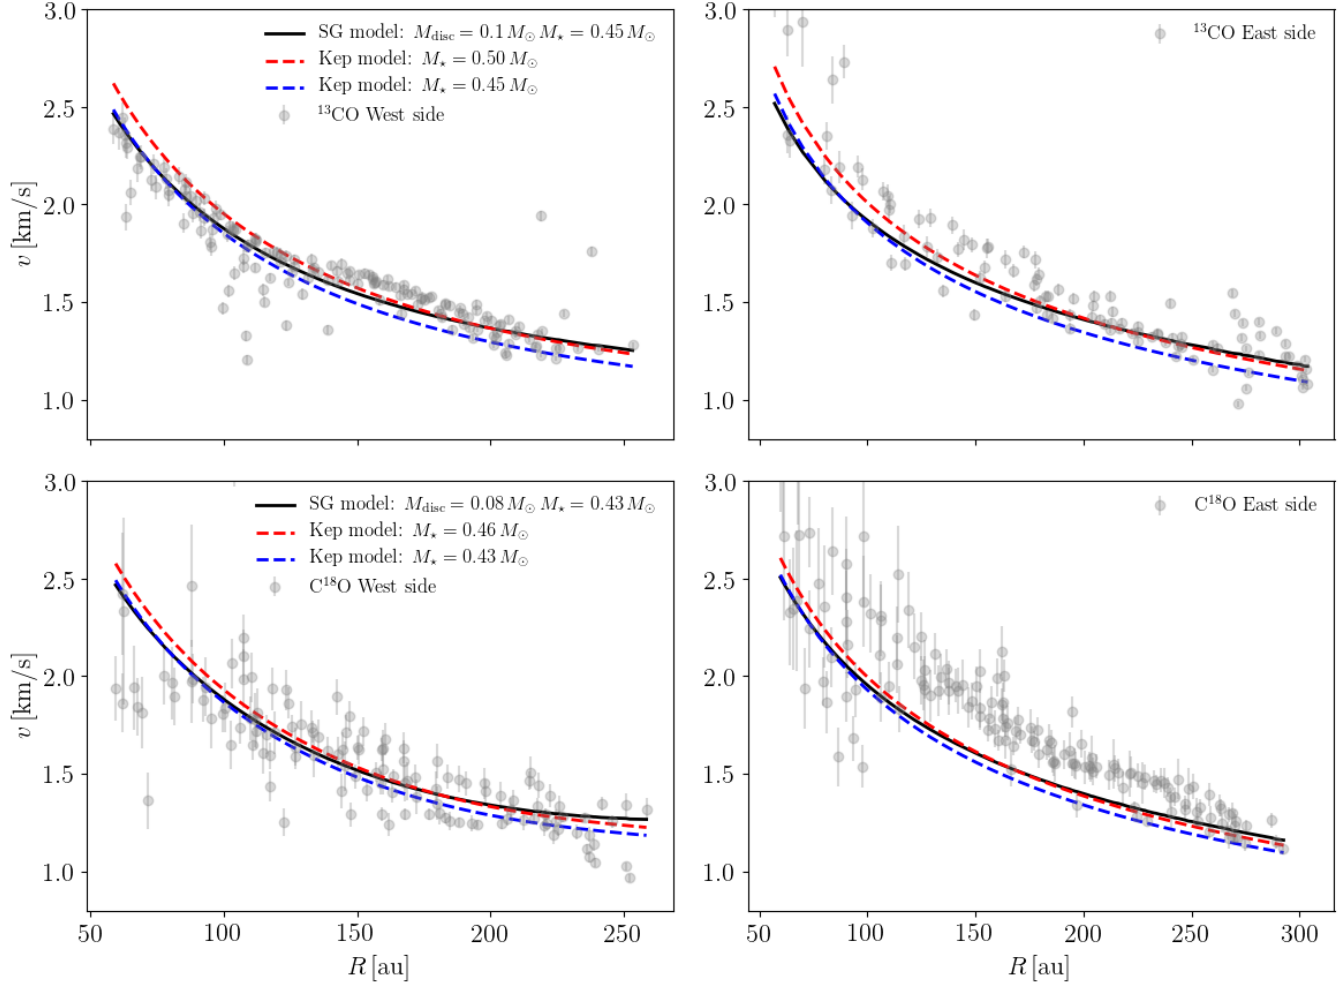 3.0
2.5
2.0
1.5
1.0
v [km/s]
SG model: M_disc = 0.1 M_⊙ M_⋆ = 0.45 M_⊙
Kep model: M_⋆ = 0.50 M_⊙
Kep model: M_⋆ = 0.45 M_⊙
¹³CO West side
3.0
2.5
2.0
1.5
1.0
¹³CO East side
3.0
2.5
2.0
1.5
1.0
v [km/s]
SG model: M_disc = 0.08 M_⊙ M_⋆ = 0.43 M_⊙
Kep model: M_⋆ = 0.46 M_⊙
Kep model: M_⋆ = 0.43 M_⊙
C¹⁸O West side
50 100 150 200 250
R [au]
3.0
2.5
2.0
1.5
1.0
C¹⁸O East side
50 100 150 200 250 300
R [au]